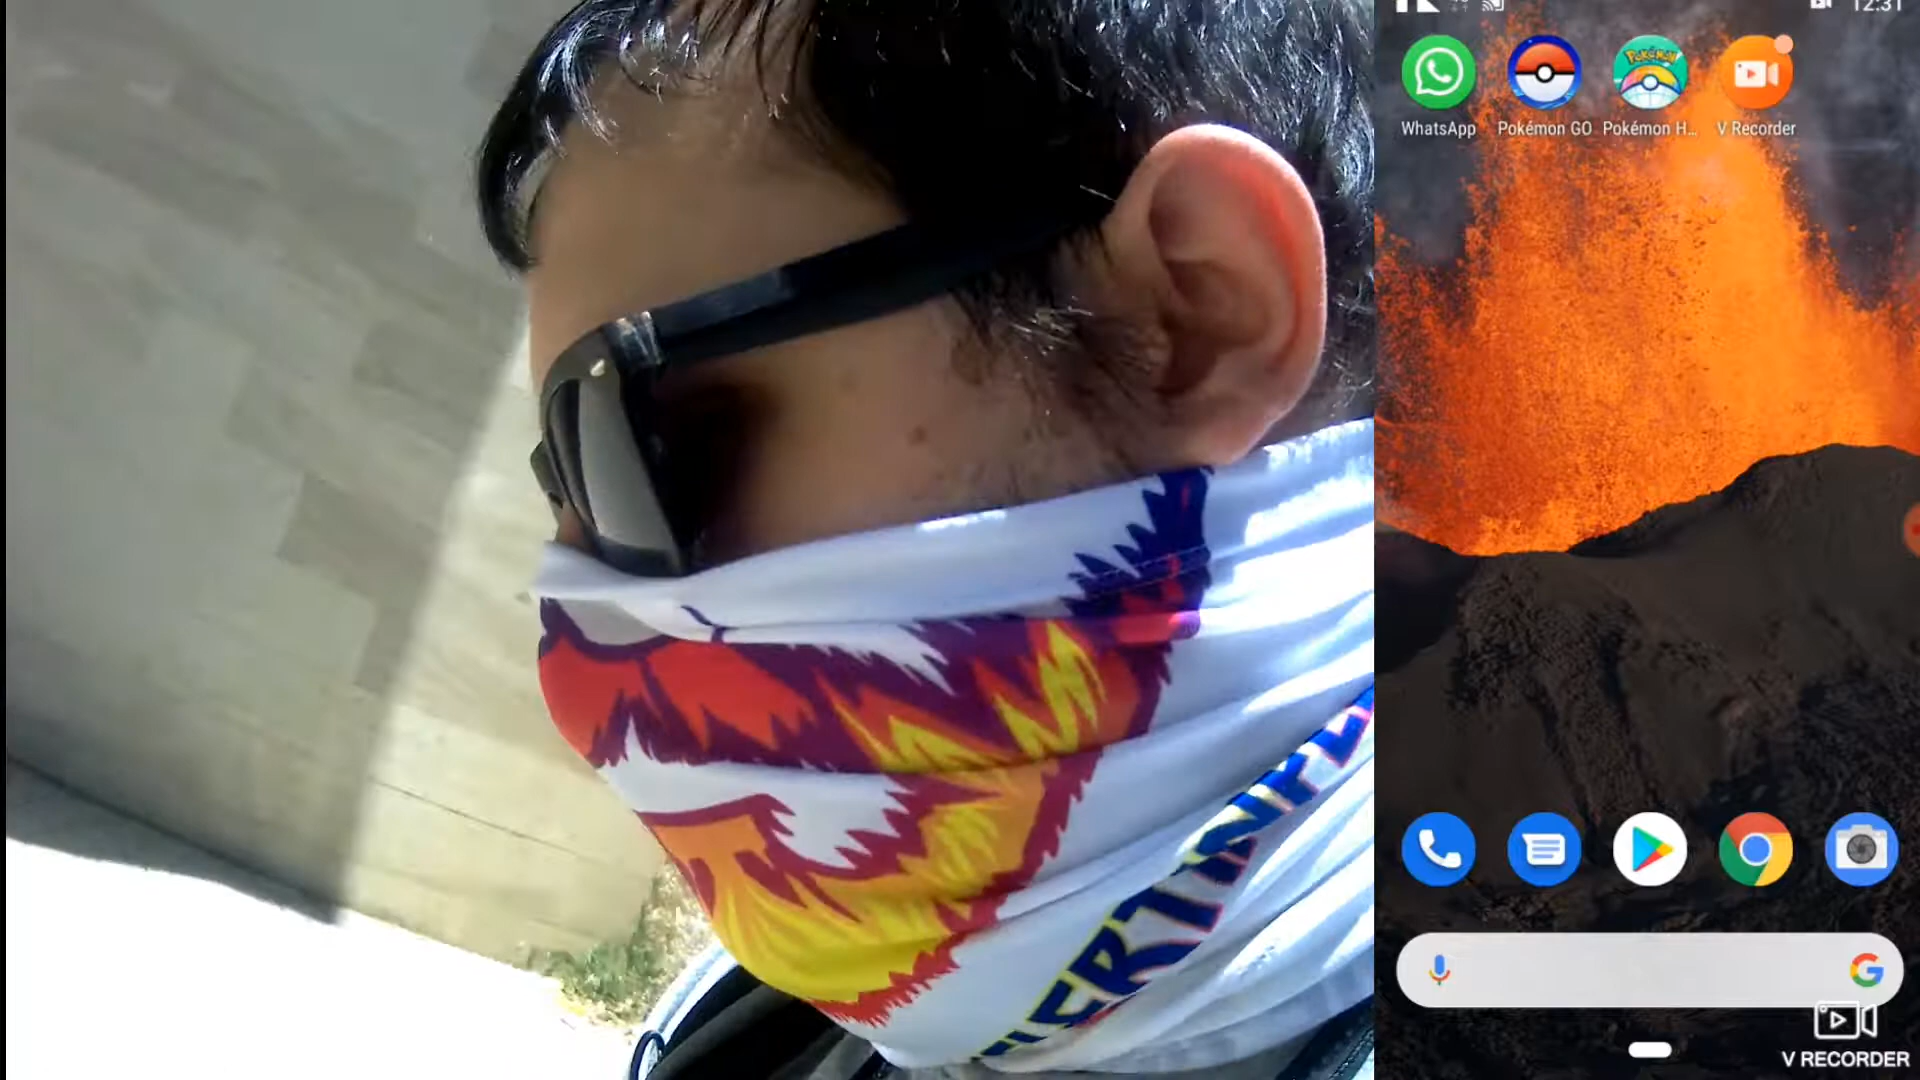 12:31
WhatsApp
Pokémon GO
Pokémon H...
V Recorder
V RECORDER